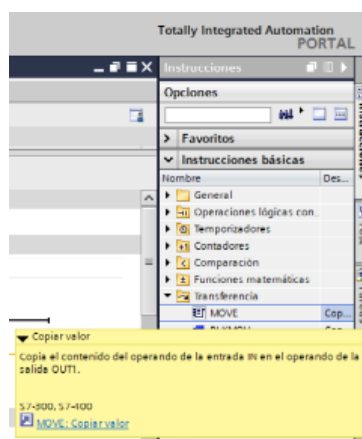 Totally Integrated Automation
PORTAL
Instrucciones
Opciones
Favoritos
Instrucciones básicas
Nombre
Des...
General
Operaciones lógicas con
Temporizadores
Contadores
Comparación
Funciones matemáticas
Transferencia
MOVE
Cop...
Copiar valor
Copia el contenido del operando de la entrada IN en el operando de la
salida OUT1.
S7-300, S7-400
MOVE: Copiar valor